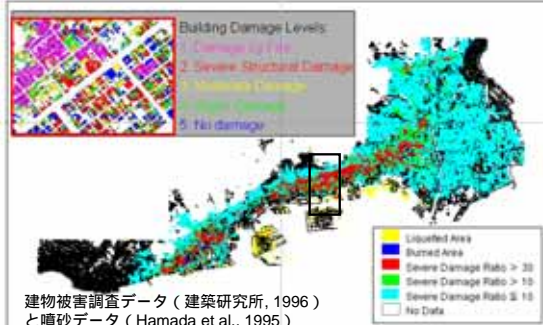 Building Damage Levels:
1. Damage by Fire
2. Severe Structural Damage
3. Moderate Damage
4. Slight Damage
5. No damage
Liquefied Area
Burned Area
Severe Damage Ratio > 30
Severe Damage Ratio > 10
Severe Damage Ratio ≦ 10
No Data
建物被害調査データ(建築研究所, 1996)
と噴砂データ(Hamada et al., 1995)